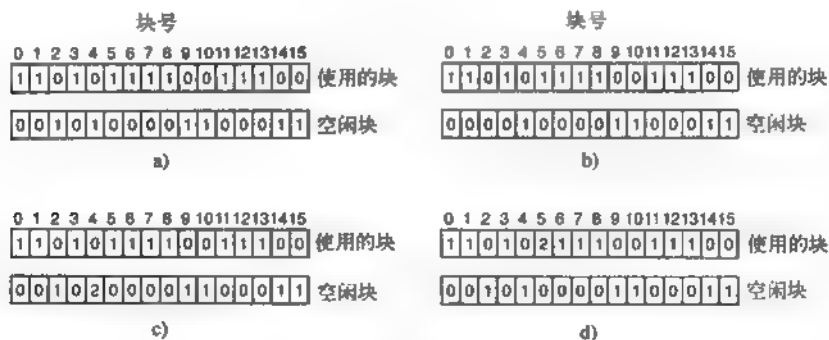 块号
0 1 2 3 4 5 6 7 8 9 10 11 12 13 14 15
1 1 0 1 0 1 1 1 1 0 0 1 1 1 0 0 使用的块
0 0 1 0 1 0 0 0 0 1 1 0 0 0 1 1 空闲块
a)
块号
0 1 2 3 4 5 6 7 8 9 10 11 12 13 14 15
1 1 0 1 0 1 1 1 1 0 0 1 1 1 0 0 使用的块
0 0 0 0 1 0 0 0 0 1 1 0 0 0 1 1 空闲块
b)
0 1 2 3 4 5 6 7 8 9 10 11 12 13 14 15
1 1 0 1 0 1 1 1 1 0 0 1 1 1 0 0 使用的块
0 0 1 0 2 0 0 0 0 1 1 0 0 0 1 1 空闲块
c)
0 1 2 3 4 5 6 7 8 9 10 11 12 13 14 15
1 1 0 1 0 2 1 1 1 0 0 1 1 1 0 0 使用的块
0 0 1 0 1 0 0 0 0 1 1 0 0 0 1 1 空闲块
d)